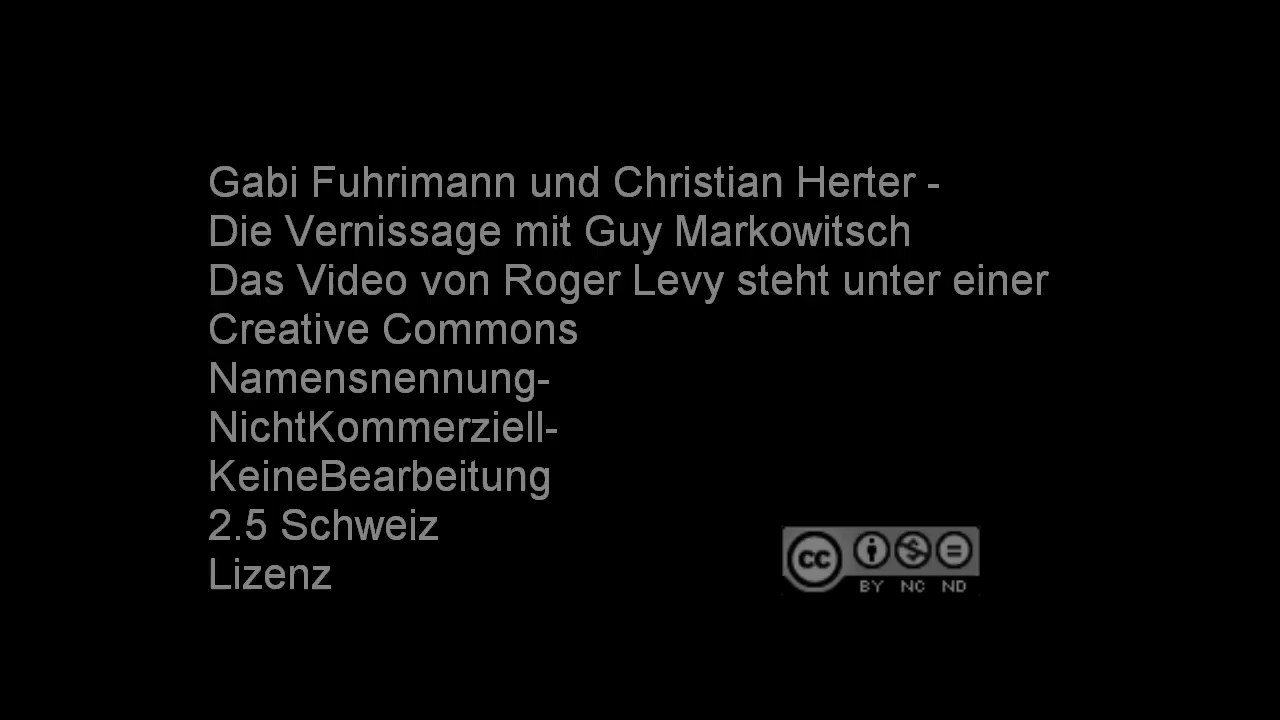 Gabi Fuhrimann und Christian Herter -
Die Vernissage mit Guy Markowitsch
Das Video von Roger Levy steht unter einer
Creative Commons
Namensnennung-
NichtKommerziell-
KeineBearbeitung
2.5 Schweiz
Lizenz
cc
BY NC ND